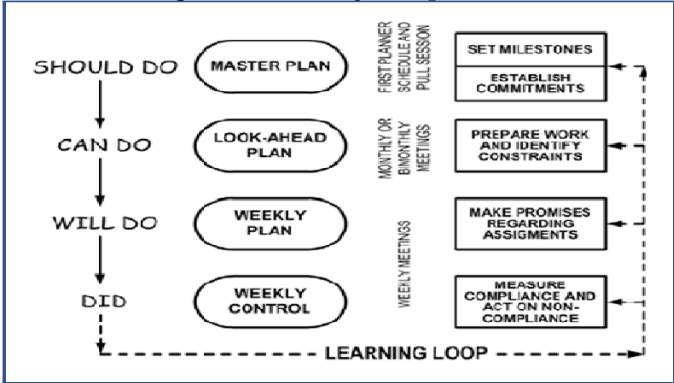 SHOULD DO
MASTER PLAN
FIRST PLANNER
SCHEDULE AND
PULL SESSION
SET MILESTONES
ESTABLISH
COMMITMENTS
CAN DO
LOOK-AHEAD
PLAN
MONTHLY OR
BIMONTHLY
MEETINGS
PREPARE WORK
AND IDENTIFY
CONSTRAINTS
WILL DO
WEEKLY
PLAN
WEEKLY MEETINGS
MAKE PROMISES
REGARDING
ASSIGMENTS
DID
WEEKLY
CONTROL
MEASURE
COMPLIANCE AND
ACT ON NON-
COMPLIANCE
LEARNING LOOP